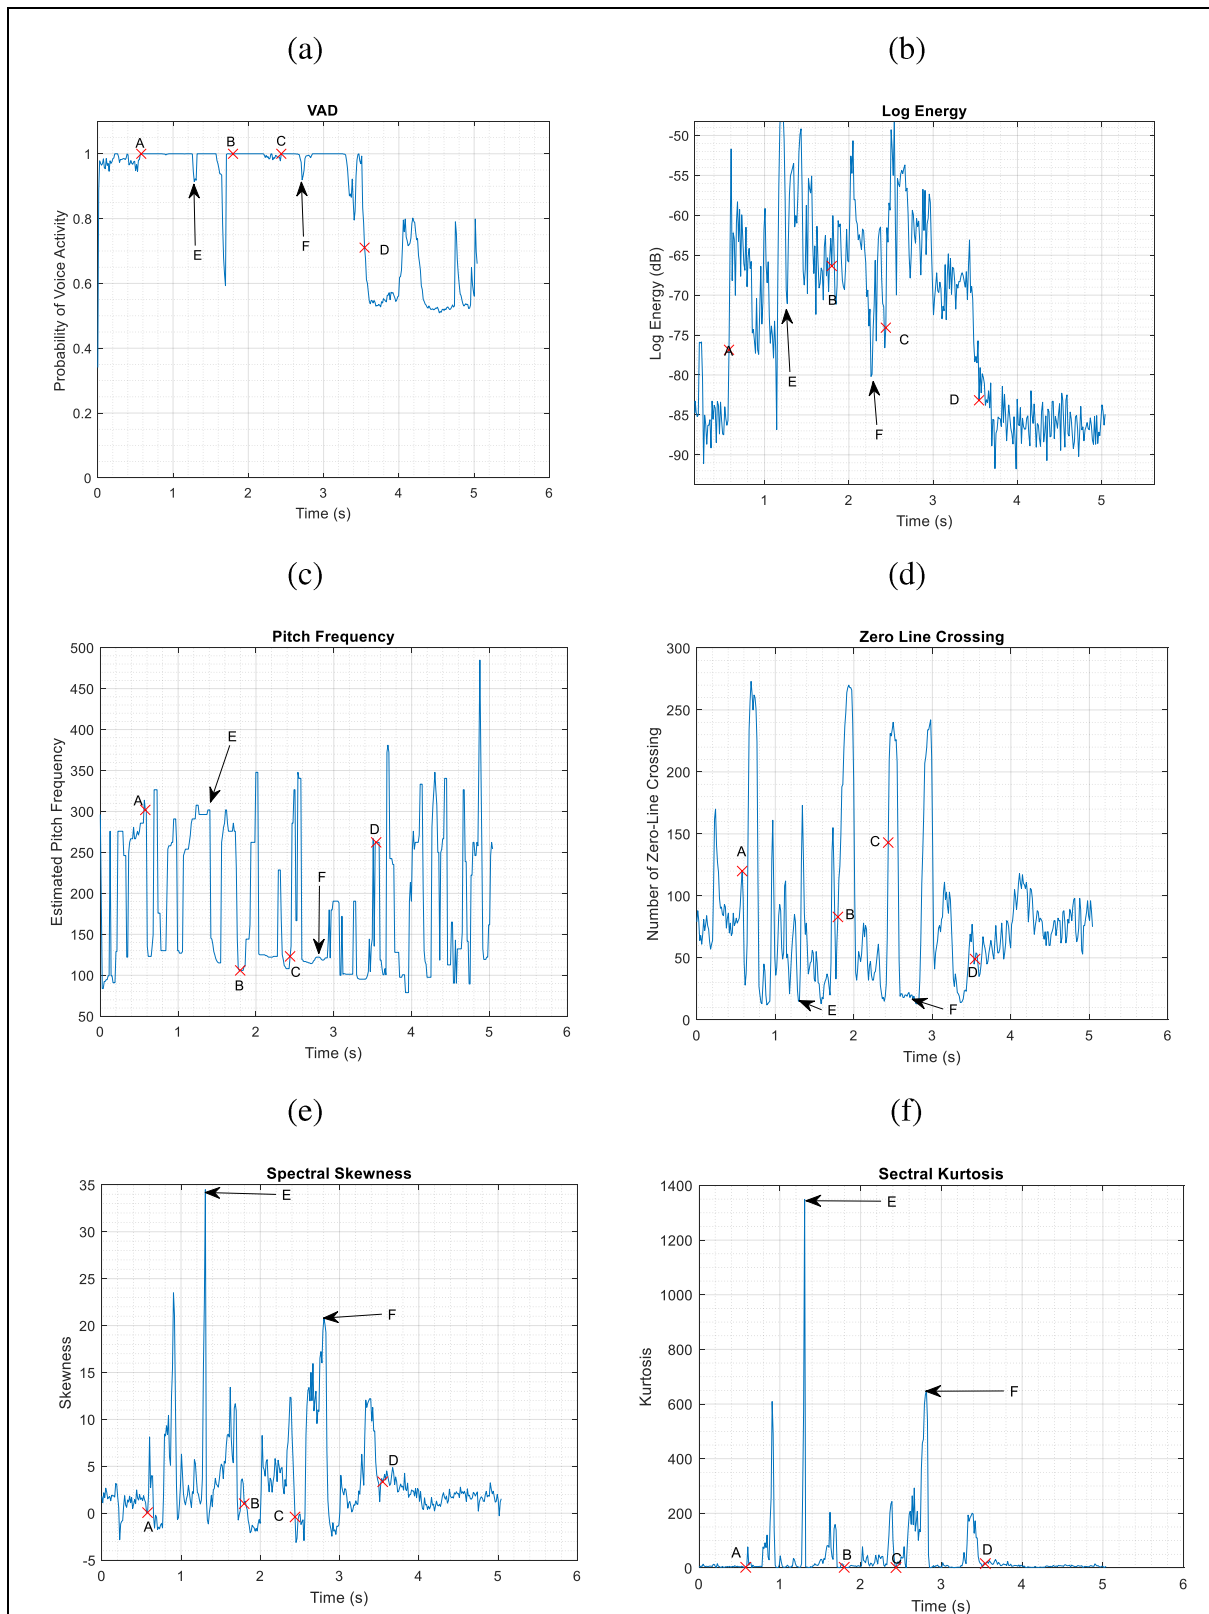 (a)
(b)
VAD
Log Energy
Probability of Voice Activity
1
0.8
0.6
0.4
0.2
0
A
B
C
D
E
F
0
1
2
3
4
5
6
Time (s)
Log Energy (dB)
-50
-55
-60
-65
-70
-75
-80
-85
-90
A
B
C
D
E
F
1
2
3
4
5
Time (s)
(c)
(d)
Pitch Frequency
Zero Line Crossing
Estimated Pitch Frequency
500
450
400
350
300
250
200
150
100
50
A
B
C
D
E
F
0
1
2
3
4
5
6
Time (s)
Number of Zero-Line Crossing
300
250
200
150
100
50
0
A
B
C
D
E
F
0
1
2
3
4
5
6
Time (s)
(e)
(f)
Spectral Skewness
Sectral Kurtosis
Skewness
35
30
25
20
15
10
5
0
-5
A
B
C
D
E
F
0
1
2
3
4
5
6
Time (s)
Kurtosis
1400
1200
1000
800
600
400
200
0
A
B
C
D
E
F
0
1
2
3
4
5
6
Time (s)